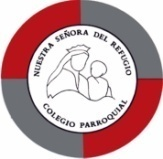 NUESTRA SEÑORA DEL REFUGIO
COLEGIO PARROQUIAL